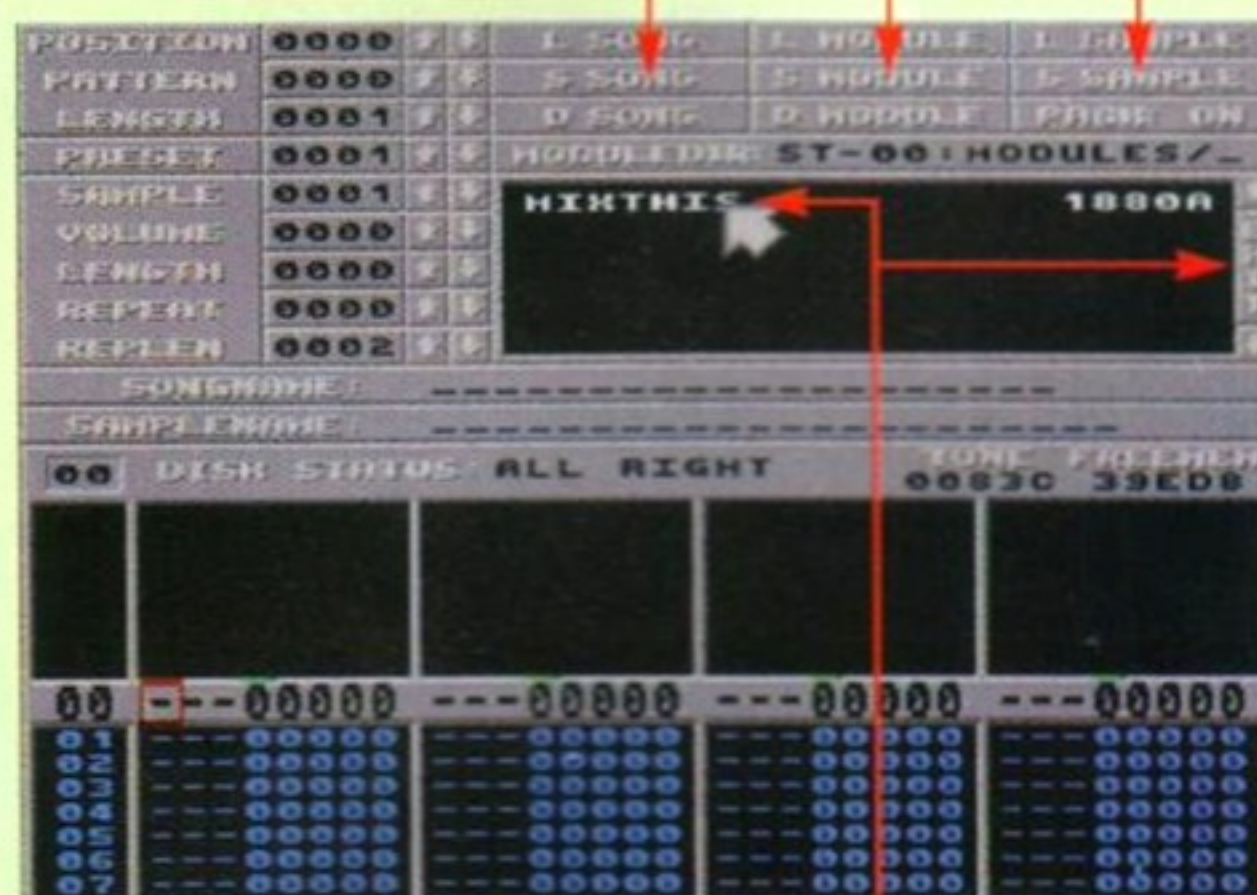 POSITION 0000 L SONG L MODULE L SAMPLE
PATTERN 0000 S SONG S MODULE S SAMPLE
LENGTH 0001 D SONG D MODULE PACK ON
PRESET 0001 MODULEDIR: ST-00:MODULES/_
SAMPLE 0001 MIXTHIS 1880A
VOLUME 0000
LENGTH 0000
REPEAT 0000
REPLEN 0002
SONGNAME: --------------------
SAMPLENAME: ----------------------
00 DISK STATUS: ALL RIGHT TUNE FREEMEM
0083C 39ED8
00 ---00000 ---00000 ---00000 ---00000
01 ---00000 ---00000 ---00000 ---00000
02 ---00000 ---00000 ---00000 ---00000
03 ---00000 ---00000 ---00000 ---00000
04 ---00000 ---00000 ---00000 ---00000
05 ---00000 ---00000 ---00000 ---00000
06 ---00000 ---00000 ---00000 ---00000
07 ---00000 ---00000 ---00000 ---00000